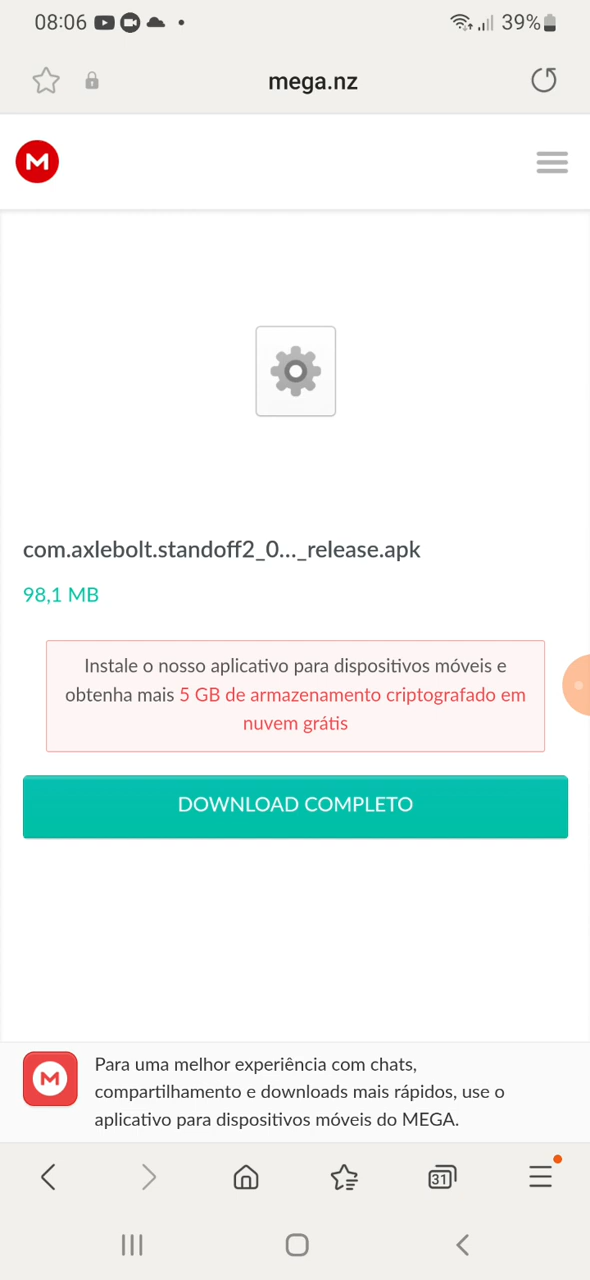 08:06
39%
mega.nz
M
com.axlebolt.standoff2_0..._release.apk
98,1 MB
Instale o nosso aplicativo para dispositivos móveis e
obtenha mais 5 GB de armazenamento criptografado em
nuvem grátis
DOWNLOAD COMPLETO
M
Para uma melhor experiência com chats,
compartilhamento e downloads mais rápidos, use o
aplicativo para dispositivos móveis do MEGA.
31